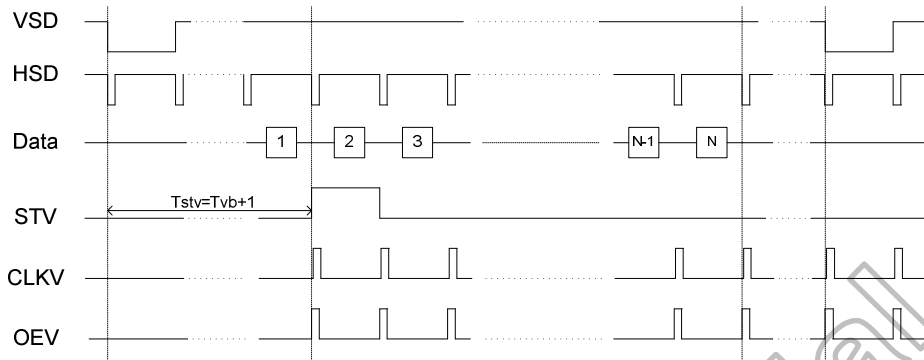 VSD
HSD
Data 1 2 3 N-1 N
Tstv=Tvb+1
STV
CLKV
OEV